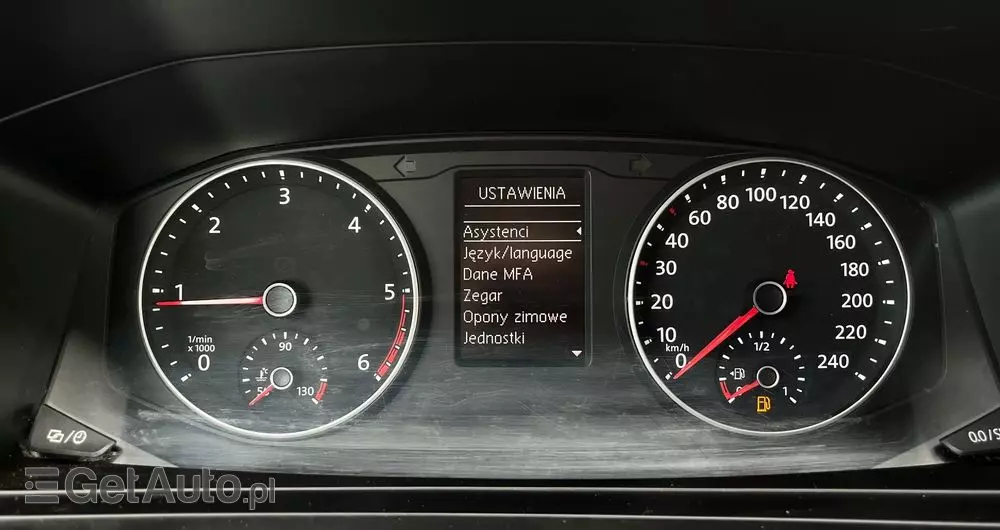 USTAWIENIA
Asystenci
Język/language
Dane MFA
Zegar
Opony zimowe
Jednostki
0 1 2 3 4 5 6
1/min
x 1000
50 90 130
°C
0 10 20 30 40 60 80 100 120 140 160 180 200 220 240
30
km/h
0 1/2 1
0.0/S
GetAuto.pl